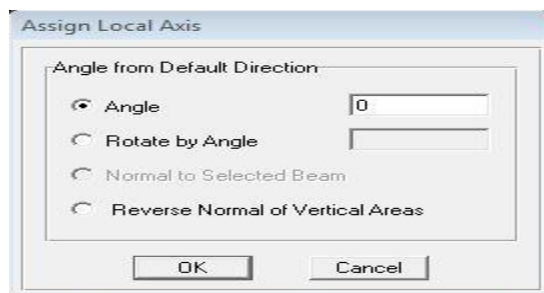 Assign Local Axis
Angle from Default Direction
Angle 0
Rotate by Angle
Normal to Selected Beam
Reverse Normal of Vertical Areas
OK Cancel